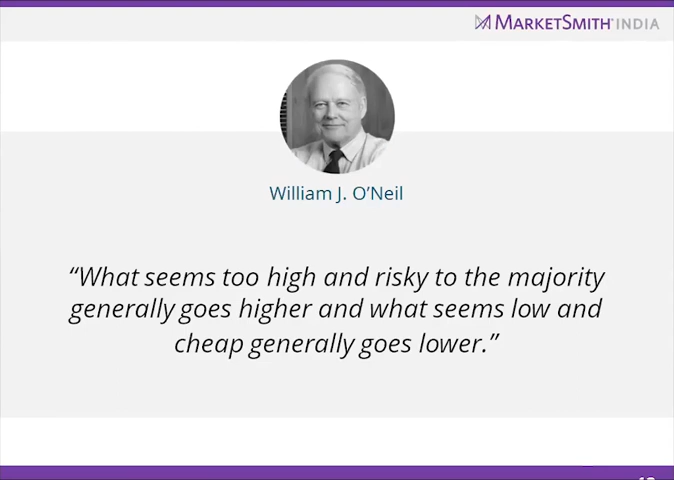 MARKETSMITH INDIA
William J. O’Neil
“What seems too high and risky to the majority
generally goes higher and what seems low and
cheap generally goes lower.”